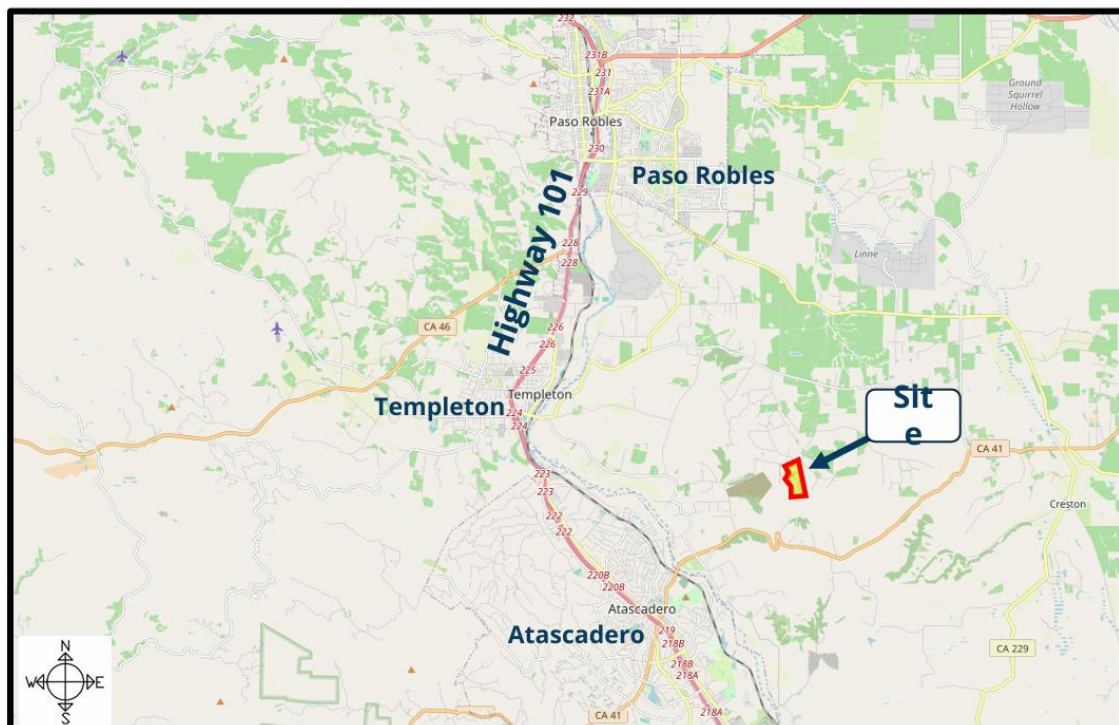 232
231B
231
231A
Ground
Squirrel
Hollow
Paso Robles
230
Paso Robles
229
Highway 101
Linne
228
228
CA 46
226
226
225
Templeton
Templeton
224
224
Sit
e
CA 41
223
223
Creston
222
222
220B
220B
Atascadero
219
Atascadero
218B
218B
218A
CA 229
CA 41
218A
N
W E
S